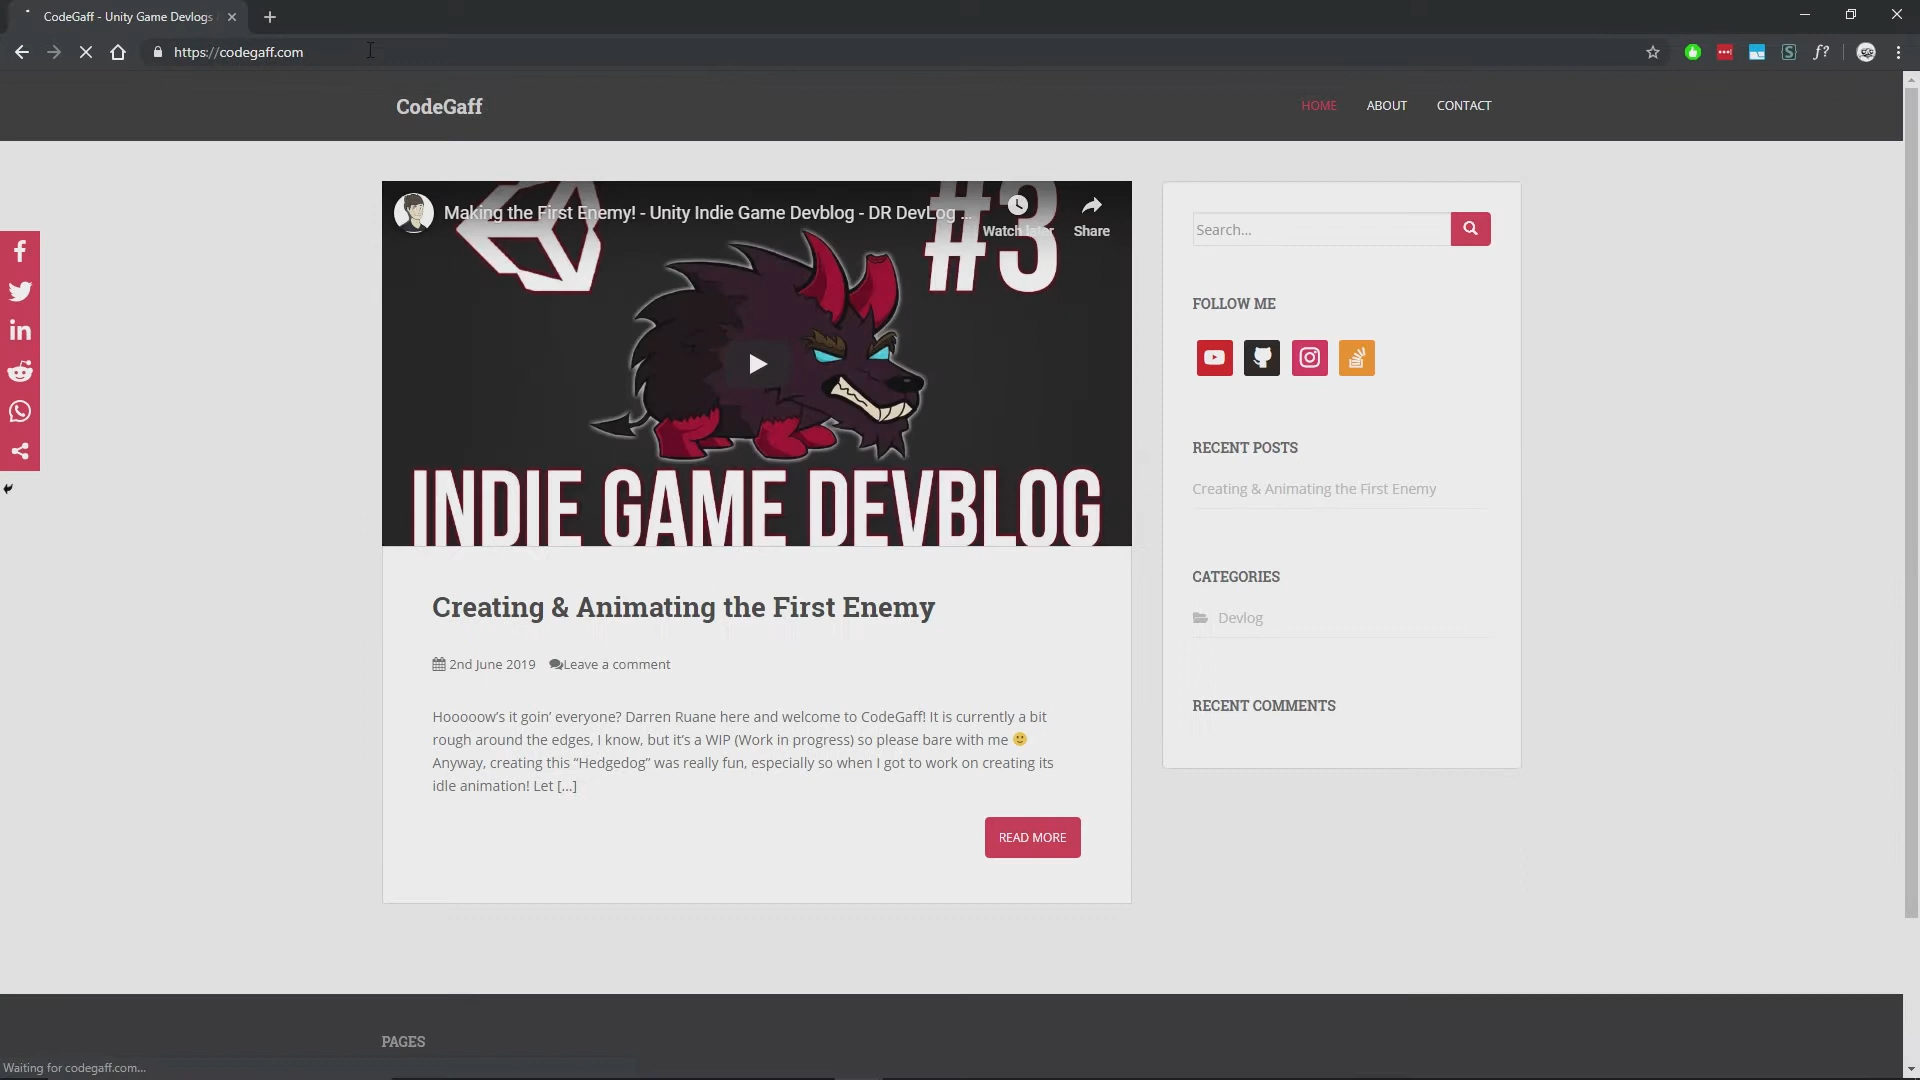 CodeGaff - Unity Game Devlogs
https://codegaff.com
CodeGaff
HOME
ABOUT
CONTACT
Making the First Enemy! - Unity Indie Game Devblog - DR DevLog ...
Watch later
Share
#3
INDIE GAME DEVBLOG
Creating & Animating the First Enemy
2nd June 2019
Leave a comment
Hooooow’s it goin’ everyone? Darren Ruane here and welcome to CodeGaff! It is currently a bit
rough around the edges, I know, but it’s a WIP (Work in progress) so please bare with me 🙂
Anyway, creating this “Hedgedog” was really fun, especially so when I got to work on creating its
idle animation! Let [...]
READ MORE
Search...
FOLLOW ME
RECENT POSTS
Creating & Animating the First Enemy
CATEGORIES
Devlog
RECENT COMMENTS
PAGES
Waiting for codegaff.com...